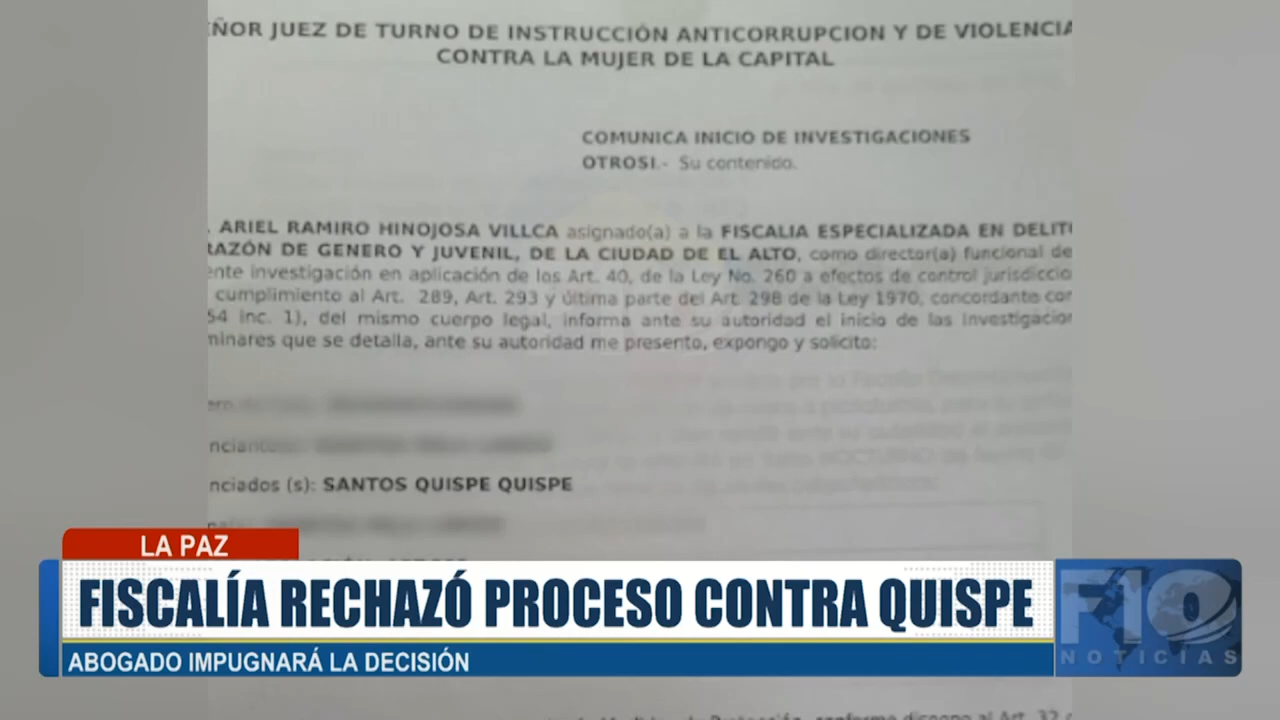 EÑOR JUEZ DE TURNO DE INSTRUCCIÓN ANTICORRUPCION Y DE VIOLENCIA
CONTRA LA MUJER DE LA CAPITAL
COMUNICA INICIO DE INVESTIGACIONES
OTROSI.- Su contenido.
. ARIEL RAMIRO HINOJOSA VILLCA asignado(a) a la FISCALIA ESPECIALIZADA EN DELITO
RAZÓN DE GENERO Y JUVENIL, DE LA CIUDAD DE EL ALTO, como director(a) funcional de
ente investigación en aplicación de los Art. 40, de la Ley No. 260 a efectos de control jurisdiccio
cumplimiento al Art. 289, Art. 293 y última parte del Art. 298 de la Ley 1970, concordante con
54 inc. 1), del mismo cuerpo legal, informa ante su autoridad el inicio de las Investigacion
minares que se detalla, ante su autoridad me presento, expongo y solicito:
nciados (s): SANTOS QUISPE QUISPE
LA PAZ
FISCALÍA RECHAZÓ PROCESO CONTRA QUISPE
ABOGADO IMPUGNARÁ LA DECISIÓN
F10
NOTICIAS